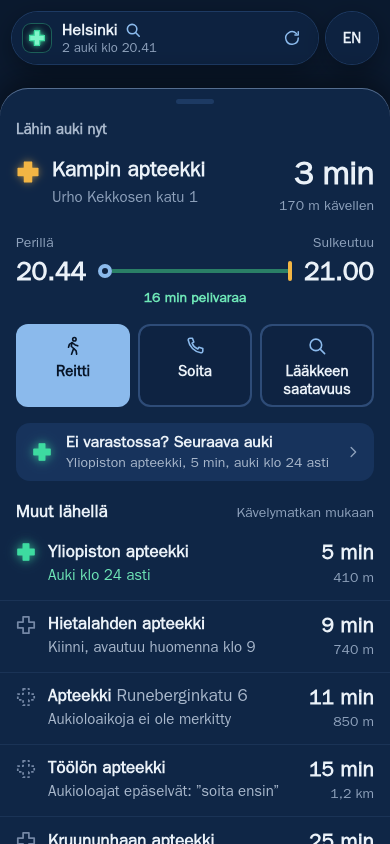 Helsinki
2 auki klo 20.41
EN
Lähin auki nyt
Kampin apteekki
3 min
Urho Kekkosen katu 1
170 m kävellen
Perillä
Sulkeutuu
20.44
21.00
16 min pelivaraa
Reitti
Soita
Lääkkeen
saatavuus
Ei varastossa? Seuraava auki
Yliopiston apteekki, 5 min, auki klo 24 asti
Muut lähellä
Kävelymatkan mukaan
Yliopiston apteekki
5 min
Auki klo 24 asti
410 m
Hietalahden apteekki
9 min
Kiinni, avautuu huomenna klo 9
740 m
Apteekki Runeberginkatu 6
11 min
Aukioloaikoja ei ole merkitty
850 m
Töölön apteekki
15 min
Aukioloajat epäselvät: ”soita ensin”
1,2 km
Kruununhaan apteekki
25 min